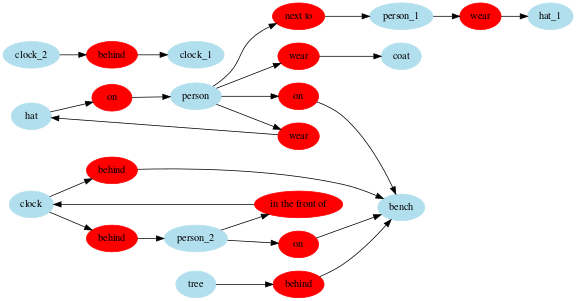 next to
person_1
wear
hat_1
clock_2
behind
clock_1
wear
coat
on
person
on
hat
wear
behind
clock
in the front of
bench
behind
person_2
on
tree
behind